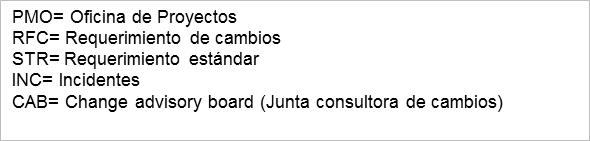 PMO= Oficina de Proyectos
RFC= Requerimiento de cambios
STR= Requerimiento estándar
INC= Incidentes
CAB= Change advisory board (Junta consultora de cambios)